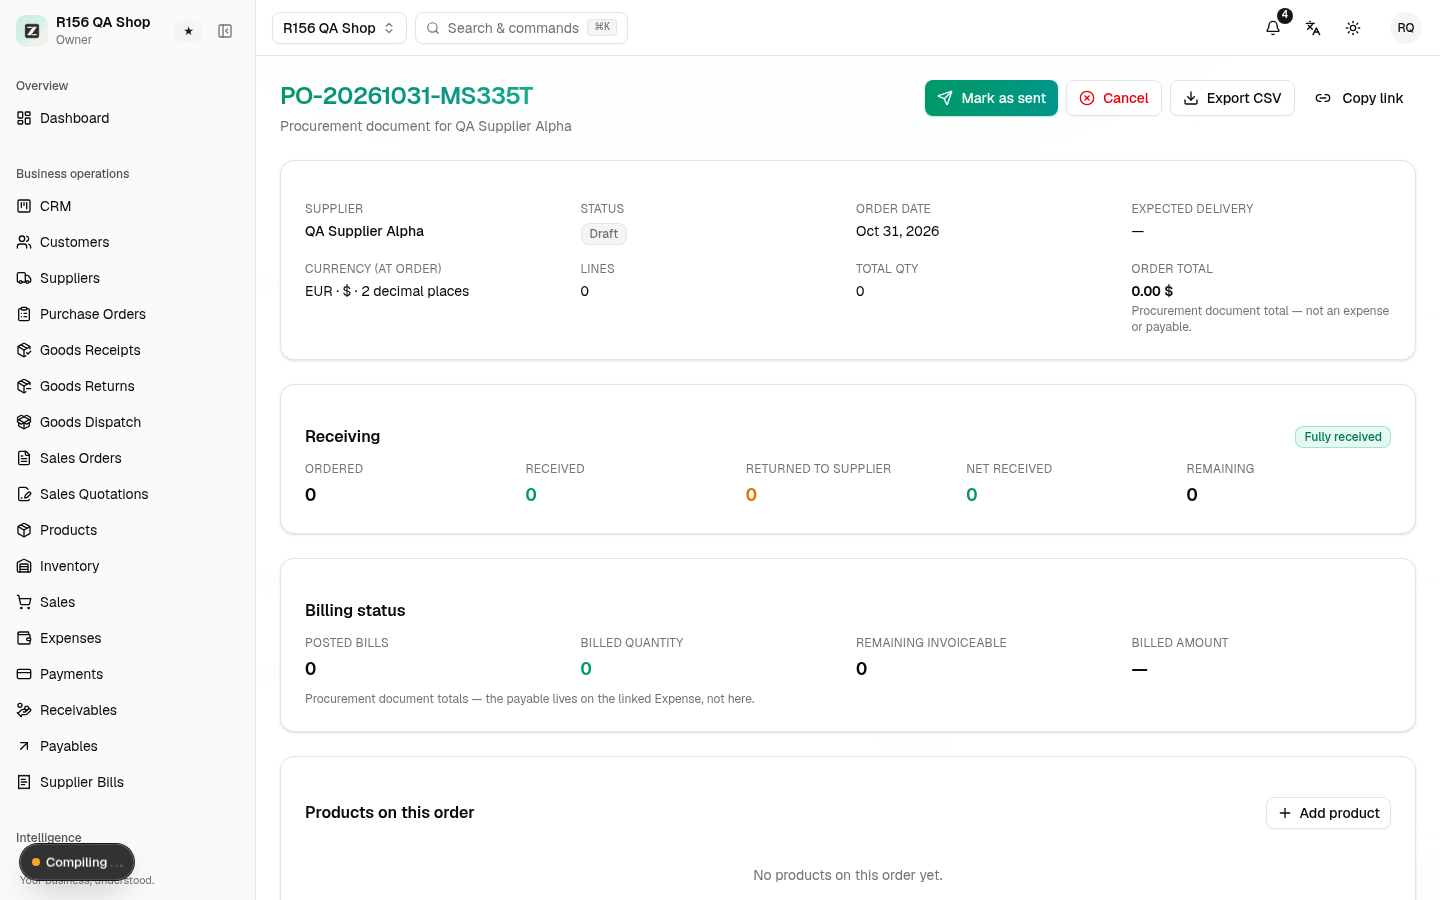 R156 QA Shop
Owner
Overview
Dashboard
Business operations
CRM
Customers
Suppliers
Purchase Orders
Goods Receipts
Goods Returns
Goods Dispatch
Sales Orders
Sales Quotations
Products
Inventory
Sales
Expenses
Payments
Receivables
Payables
Supplier Bills
Intelligence
Compiling ...
Your business, understood.
R156 QA Shop
Search & commands ⌘K
4
RQ
PO-20261031-MS335T
Procurement document for QA Supplier Alpha
Mark as sent
Cancel
Export CSV
Copy link
SUPPLIER
QA Supplier Alpha
STATUS
Draft
ORDER DATE
Oct 31, 2026
EXPECTED DELIVERY
—
CURRENCY (AT ORDER)
EUR · $ · 2 decimal places
LINES
0
TOTAL QTY
0
ORDER TOTAL
0.00 $
Procurement document total — not an expense
or payable.
Receiving
Fully received
ORDERED
0
RECEIVED
0
RETURNED TO SUPPLIER
0
NET RECEIVED
0
REMAINING
0
Billing status
POSTED BILLS
0
BILLED QUANTITY
0
REMAINING INVOICEABLE
0
BILLED AMOUNT
—
Procurement document totals — the payable lives on the linked Expense, not here.
Products on this order
Add product
No products on this order yet.